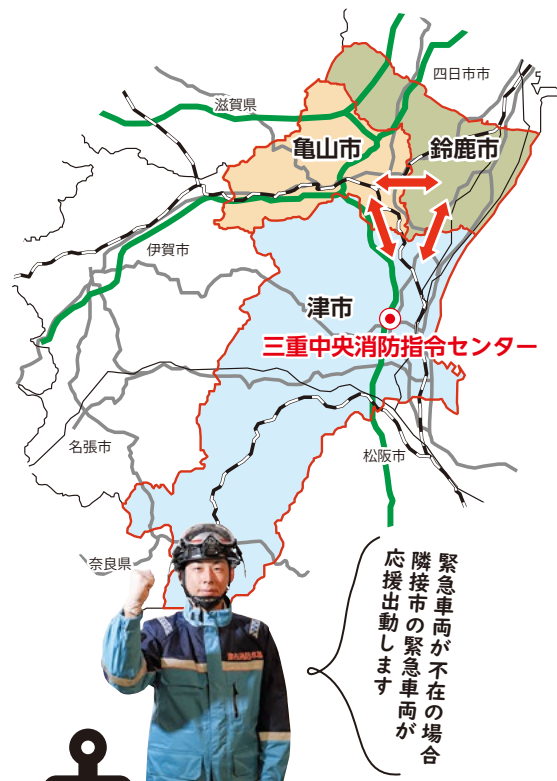 四日市市
滋賀県
亀山市
鈴鹿市
伊賀市
津市
三重中央消防指令センター
名張市
松阪市
奈良県
緊急車両が不在の場合
隣接市の緊急車両が
応援出動します